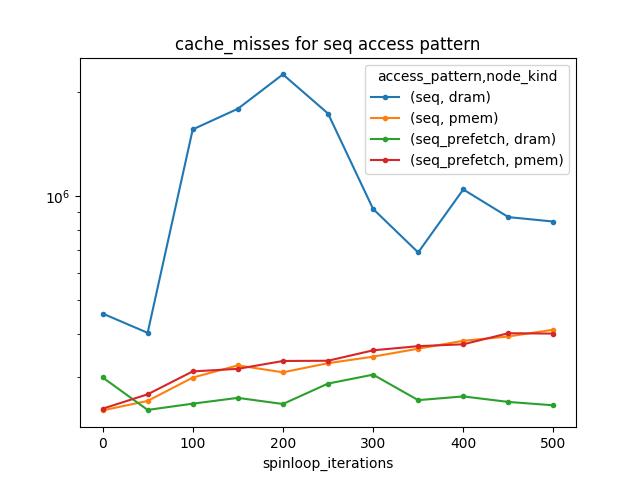 cache_misses for seq access pattern
access_pattern,node_kind
(seq, dram)
(seq, pmem)
(seq_prefetch, dram)
(seq_prefetch, pmem)
10^6
0 100 200 300 400 500
spinloop_iterations